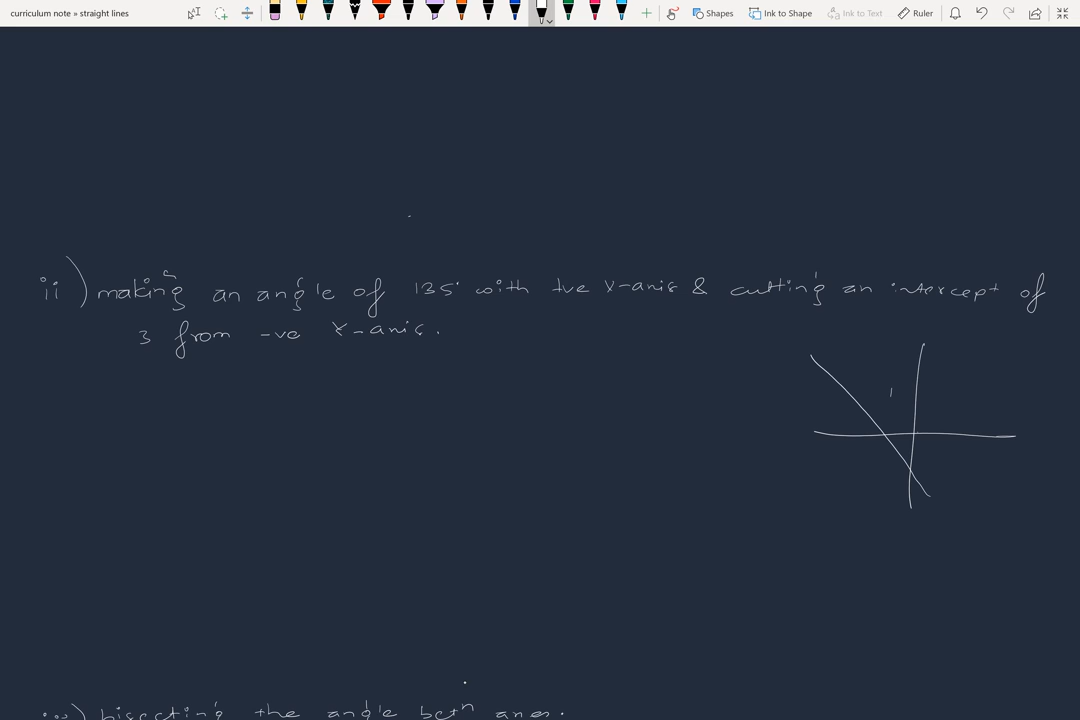 curriculum note » straight lines
Shapes Ink to Shape Ink to Text Ruler
ii) making an angle of 135° with +ve X-axis & cutting an intercept of
3 from -ve X-axis.
iii) bisecting the angle betn axes.